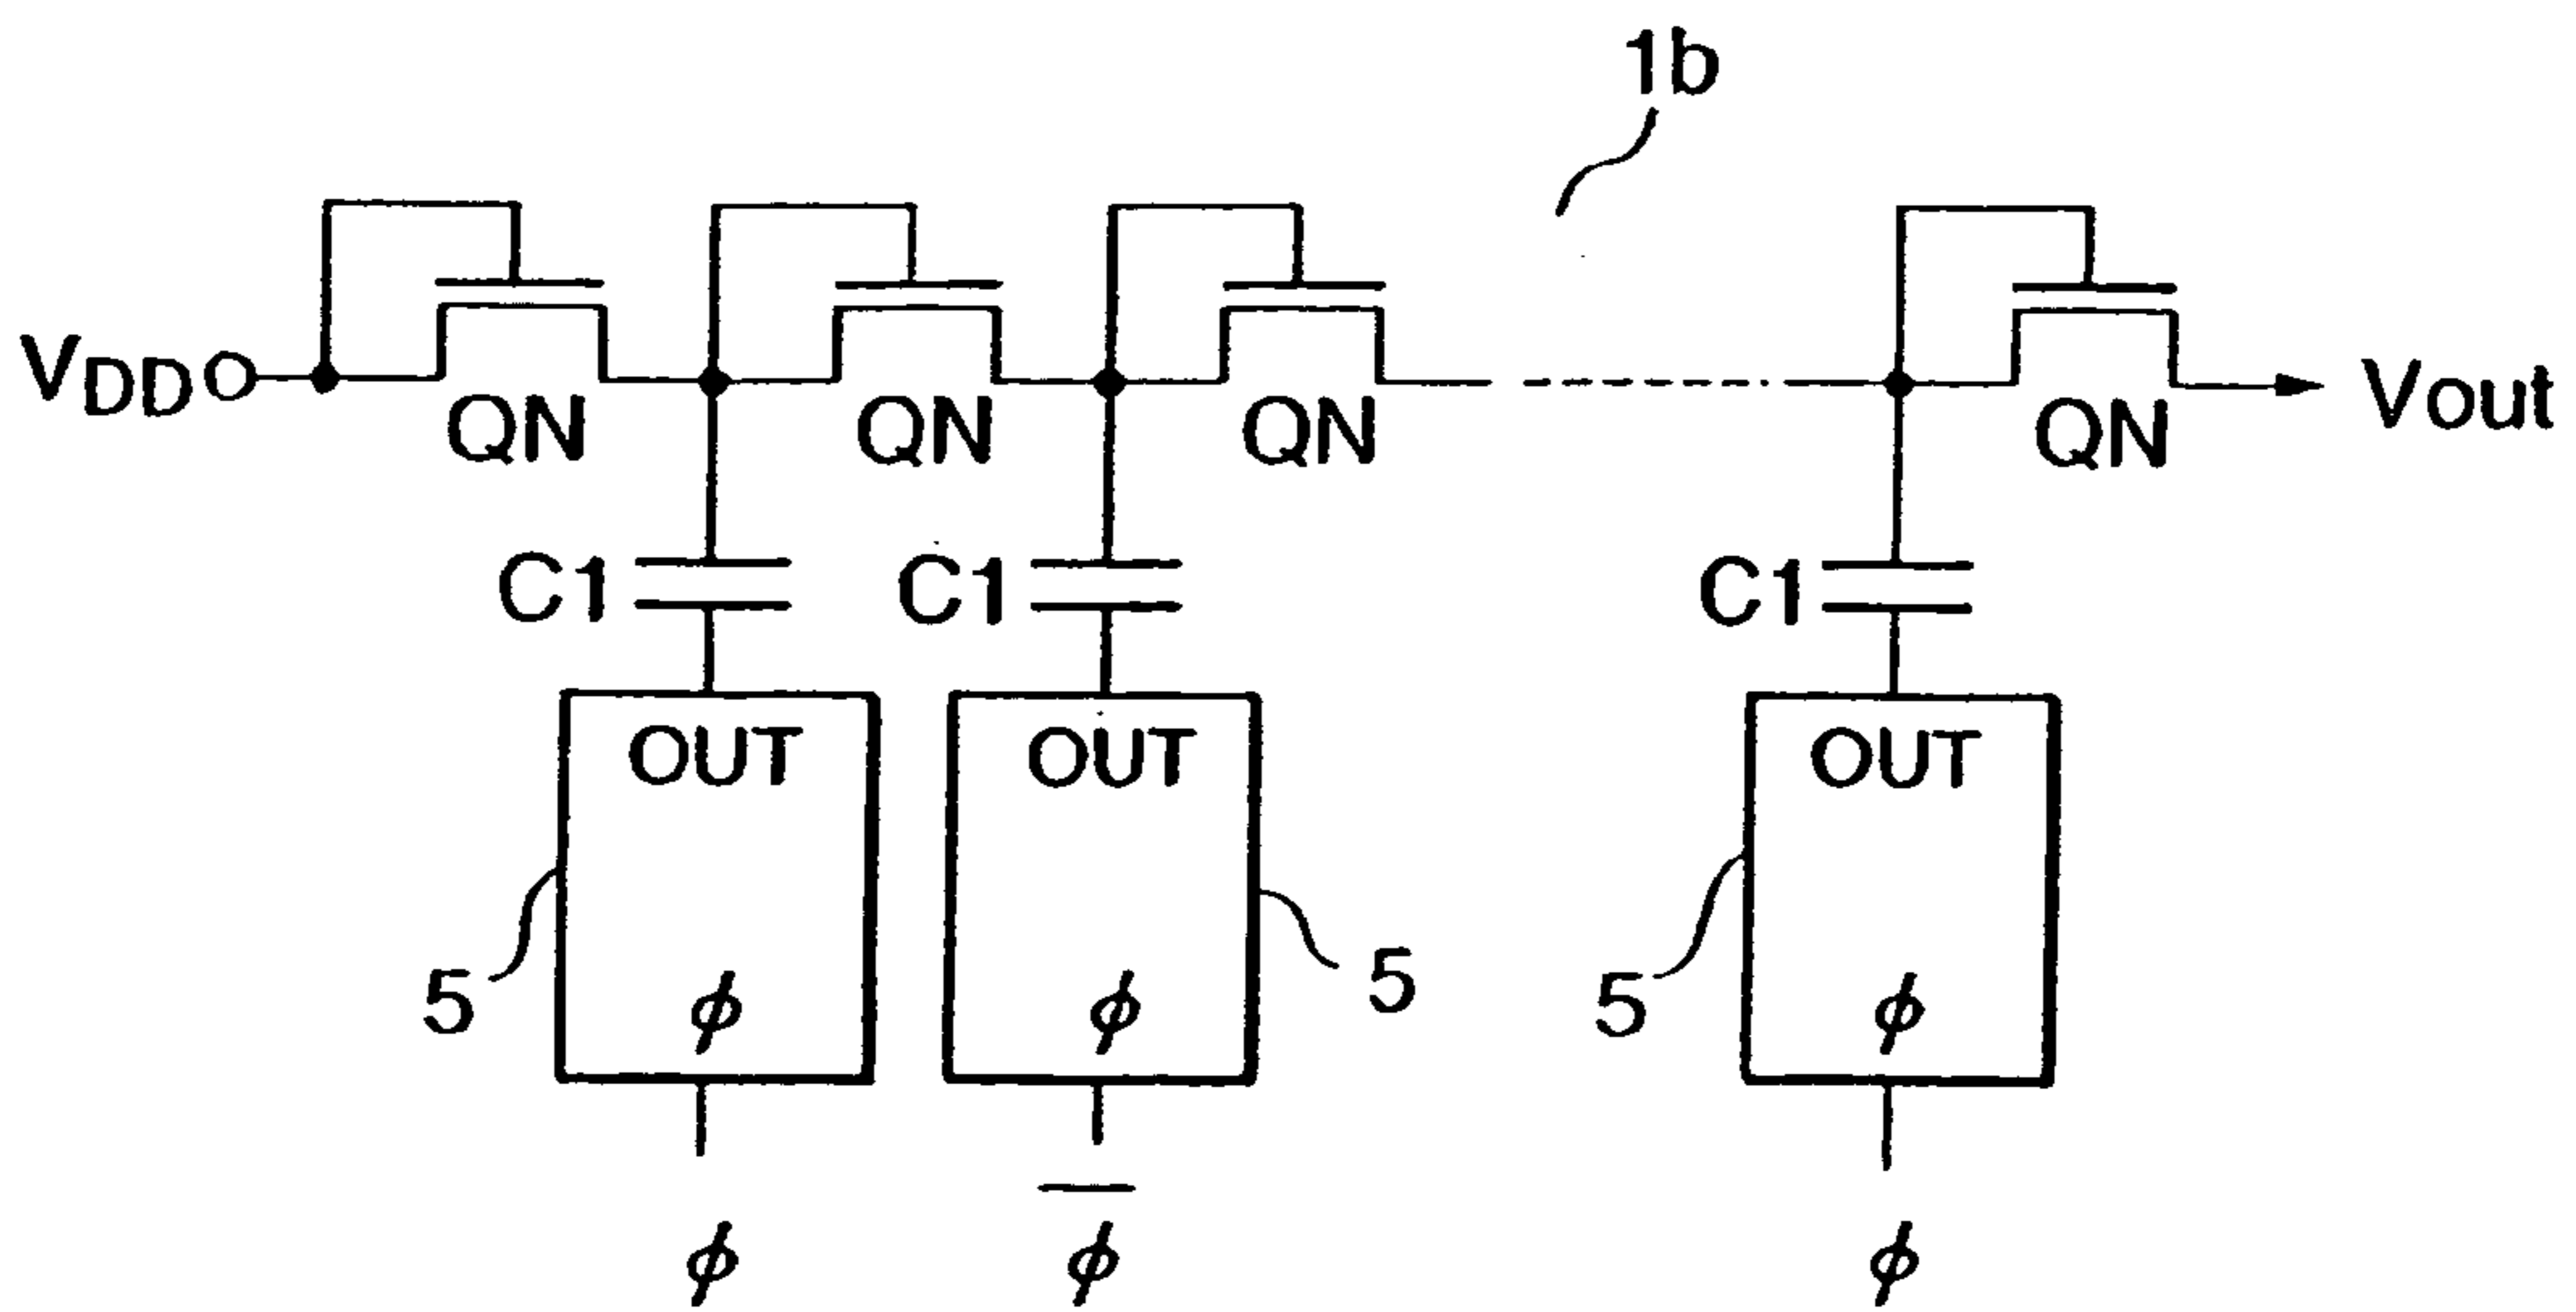 1b
VDD QN QN QN QN Vout
C1 C1 C1
OUT OUT OUT
5 ϕ ϕ 5 5 ϕ
ϕ ϕ̅ ϕ